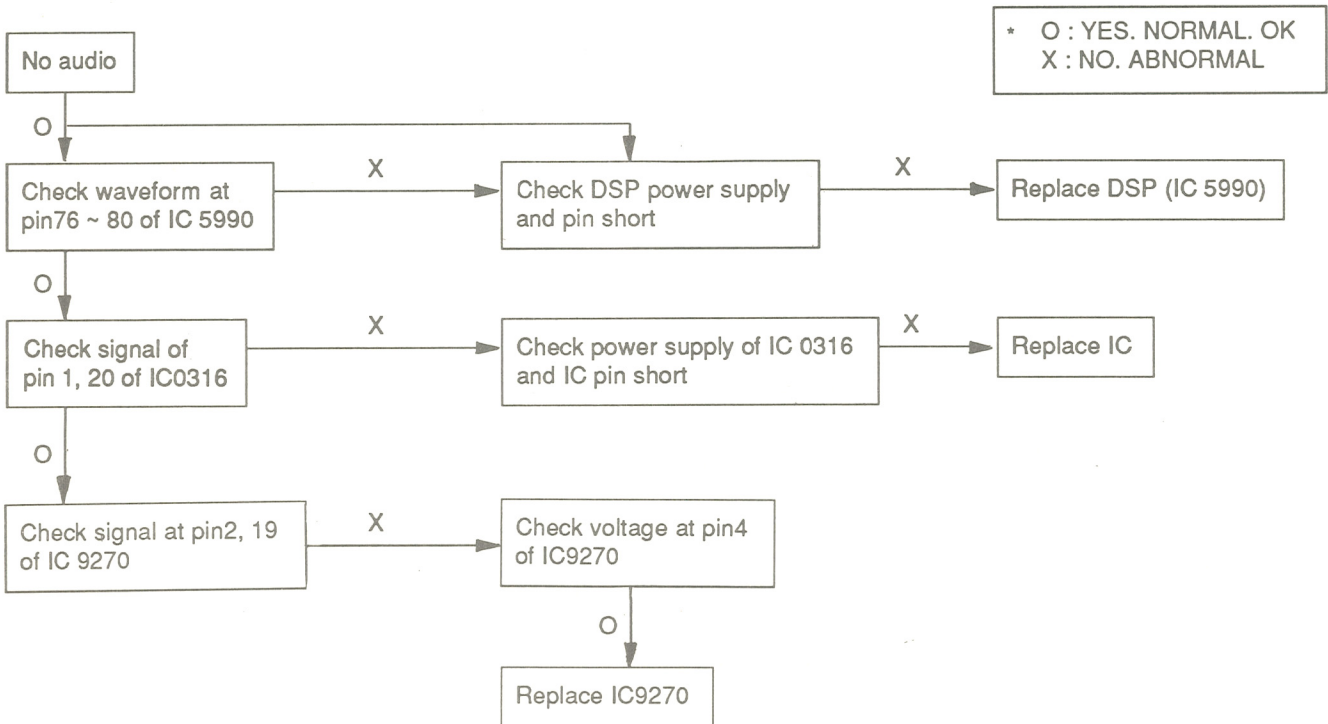 * O : YES. NORMAL. OK
X : NO. ABNORMAL
No audio
O
Check waveform at
pin76 ~ 80 of IC 5990
X
Check DSP power supply
and pin short
X
Replace DSP (IC 5990)
O
Check signal of
pin 1, 20 of IC0316
X
Check power supply of IC 0316
and IC pin short
X
Replace IC
O
Check signal at pin2, 19
of IC 9270
X
Check voltage at pin4
of IC9270
O
Replace IC9270